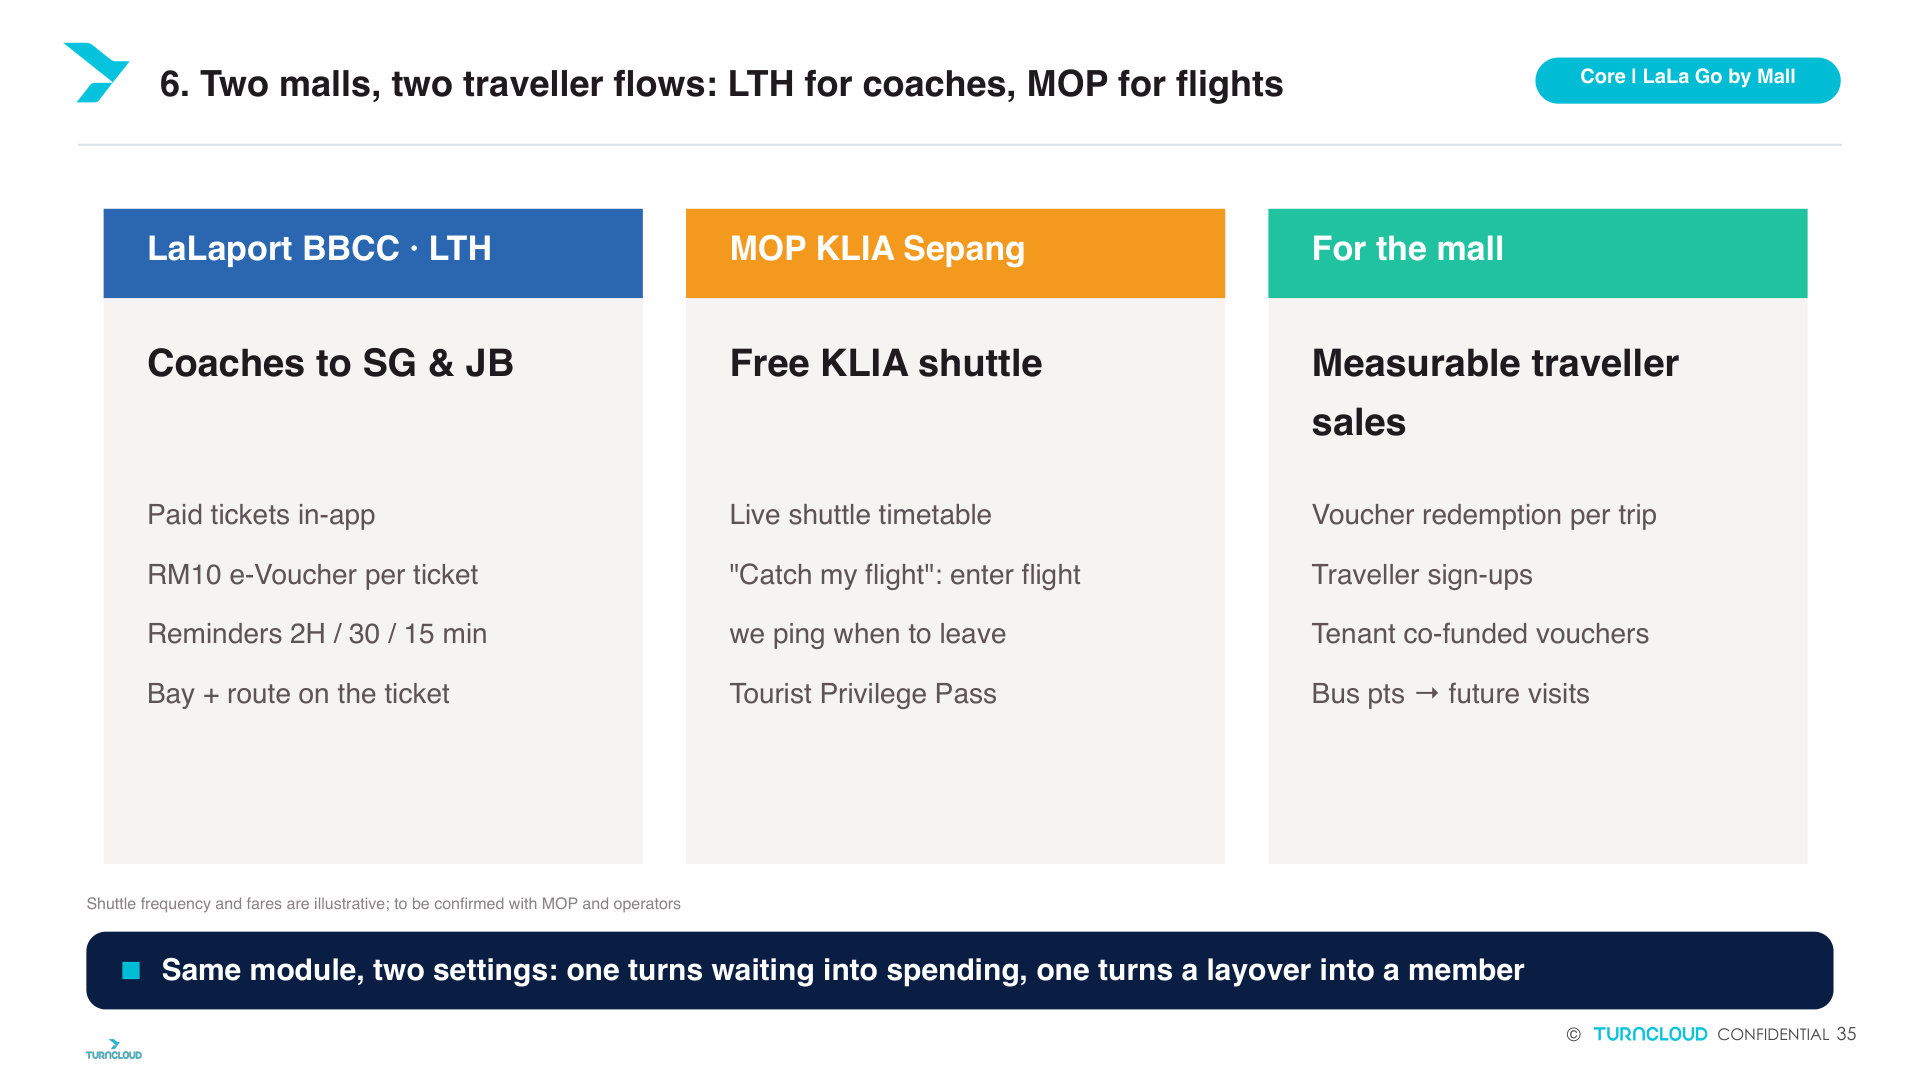 6. Two malls, two traveller flows: LTH for coaches, MOP for flights
Core | LaLa Go by Mall
LaLaport BBCC · LTH
Coaches to SG & JB
Paid tickets in-app
RM10 e-Voucher per ticket
Reminders 2H / 30 / 15 min
Bay + route on the ticket
MOP KLIA Sepang
Free KLIA shuttle
Live shuttle timetable
"Catch my flight": enter flight
we ping when to leave
Tourist Privilege Pass
For the mall
Measurable traveller
sales
Voucher redemption per trip
Traveller sign-ups
Tenant co-funded vouchers
Bus pts → future visits
Shuttle frequency and fares are illustrative; to be confirmed with MOP and operators
Same module, two settings: one turns waiting into spending, one turns a layover into a member
TURNCLOUD
© TURNCLOUD CONFIDENTIAL 35